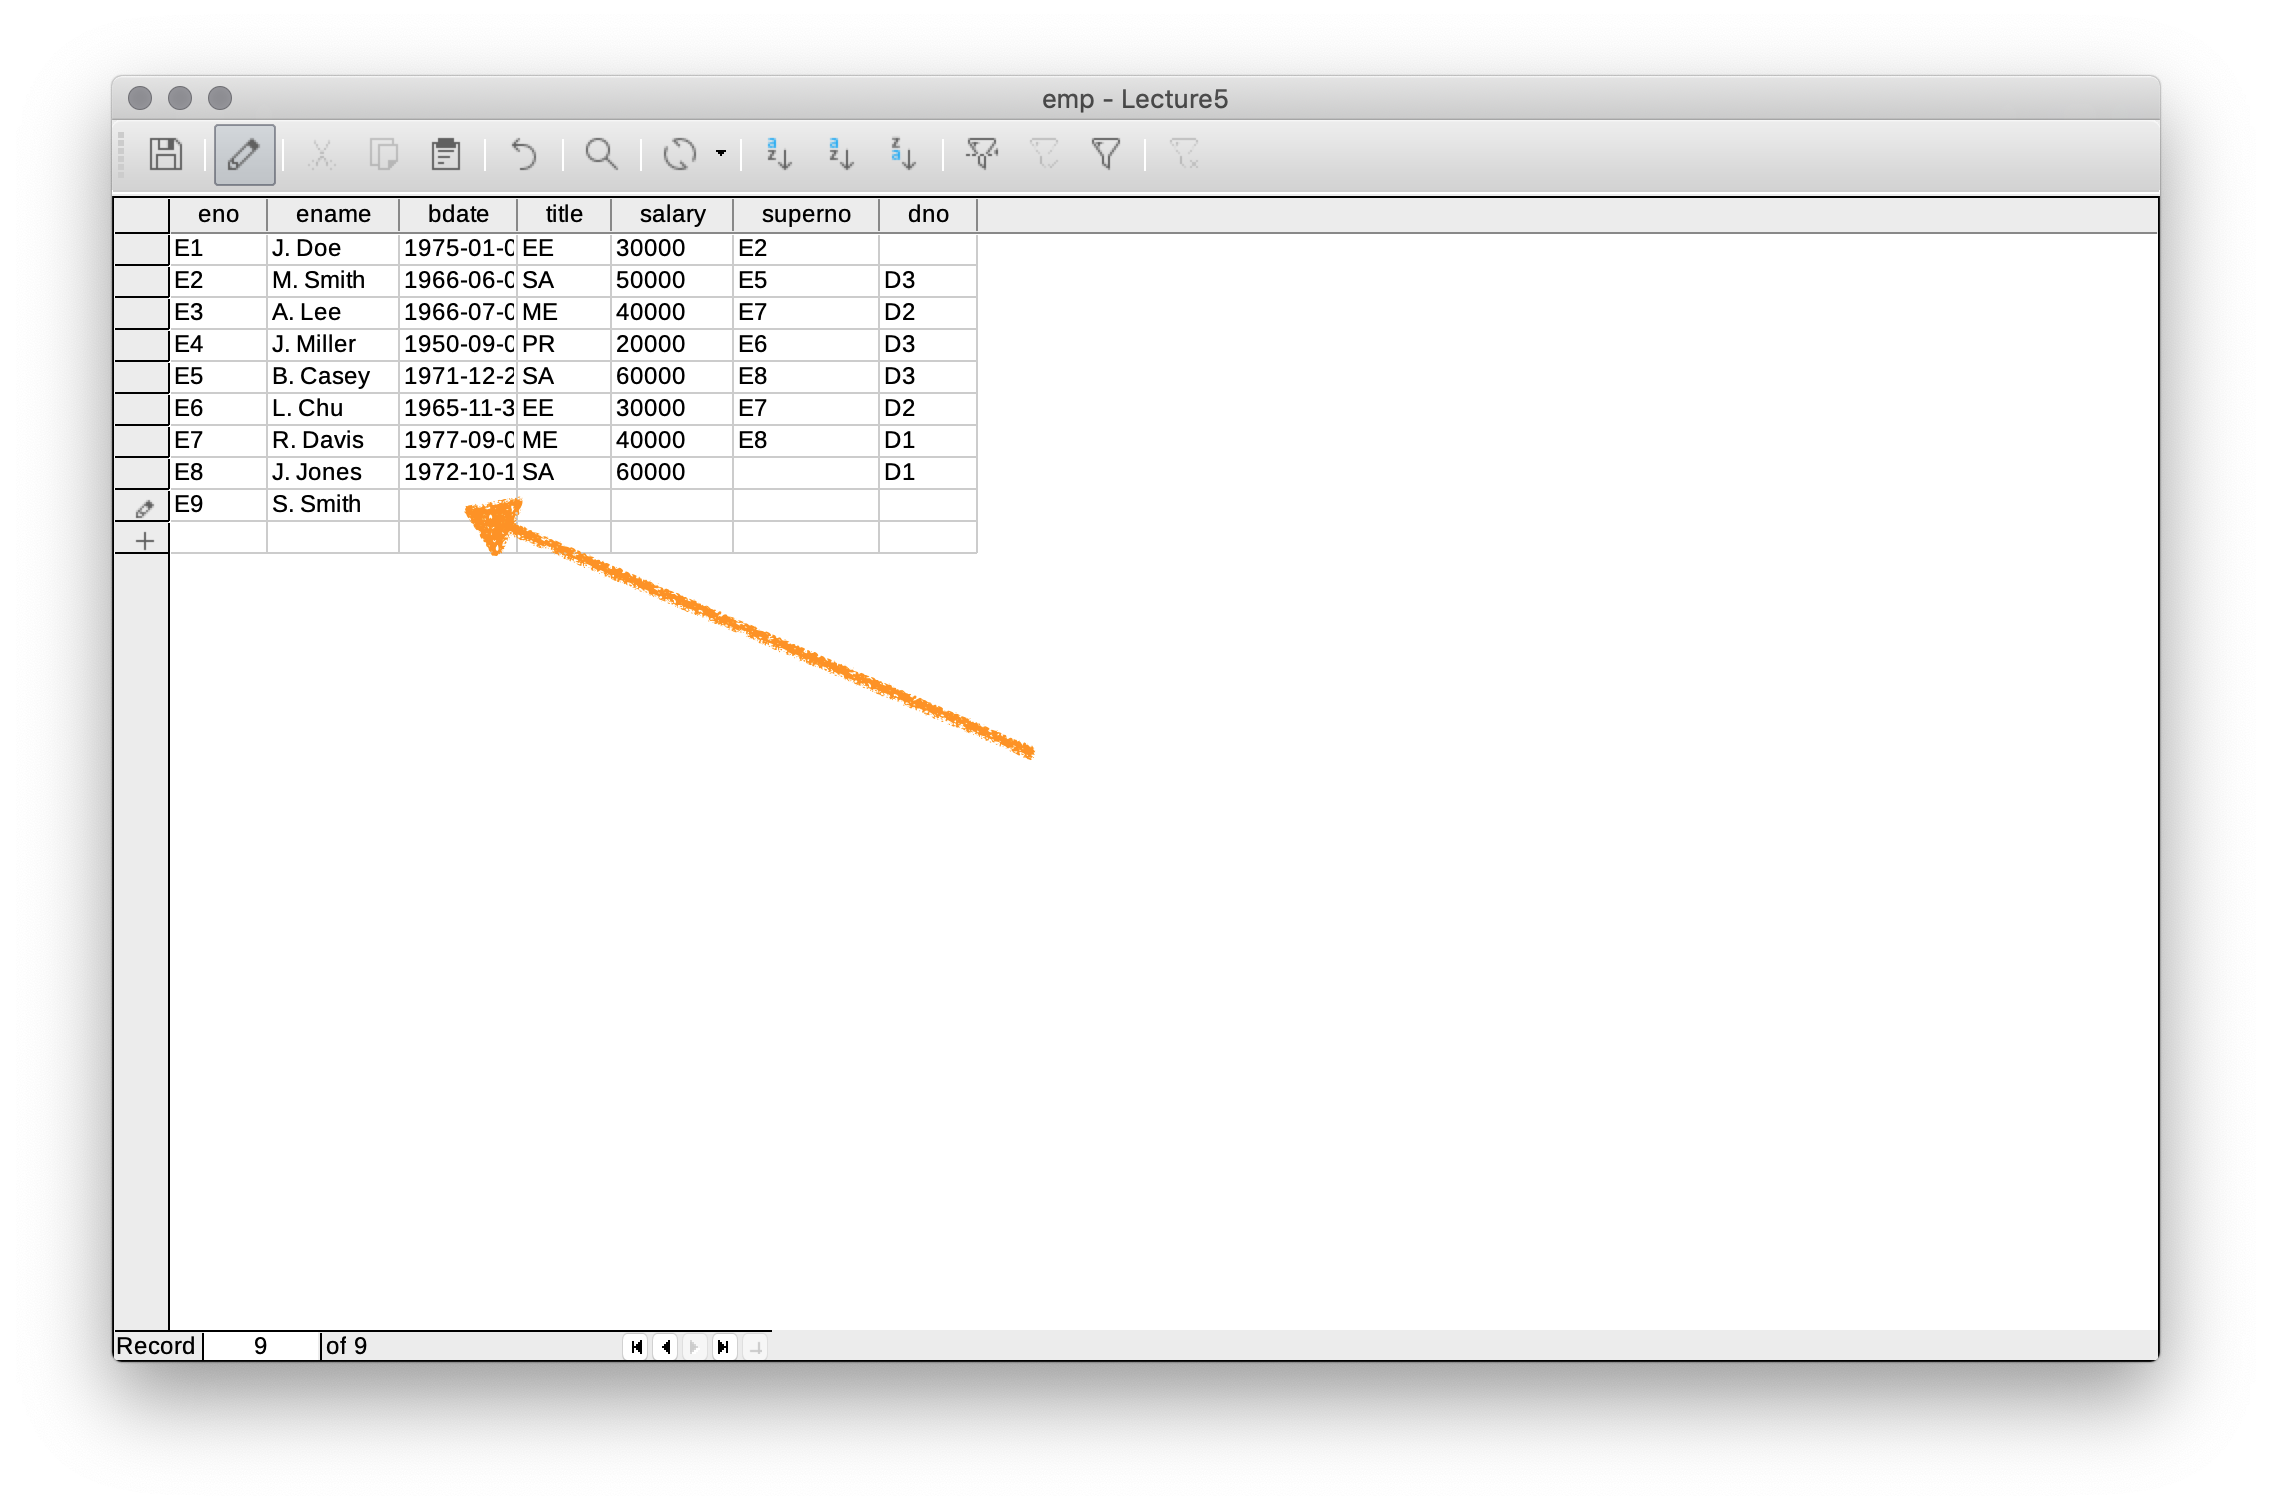 emp - Lecture5
eno ename bdate title salary superno dno
E1 J. Doe 1975-01-0 EE 30000 E2
E2 M. Smith 1966-06-0 SA 50000 E5 D3
E3 A. Lee 1966-07-0 ME 40000 E7 D2
E4 J. Miller 1950-09-0 PR 20000 E6 D3
E5 B. Casey 1971-12-2 SA 60000 E8 D3
E6 L. Chu 1965-11-3 EE 30000 E7 D2
E7 R. Davis 1977-09-0 ME 40000 E8 D1
E8 J. Jones 1972-10-1 SA 60000 D1
E9 S. Smith
Record 9 of 9